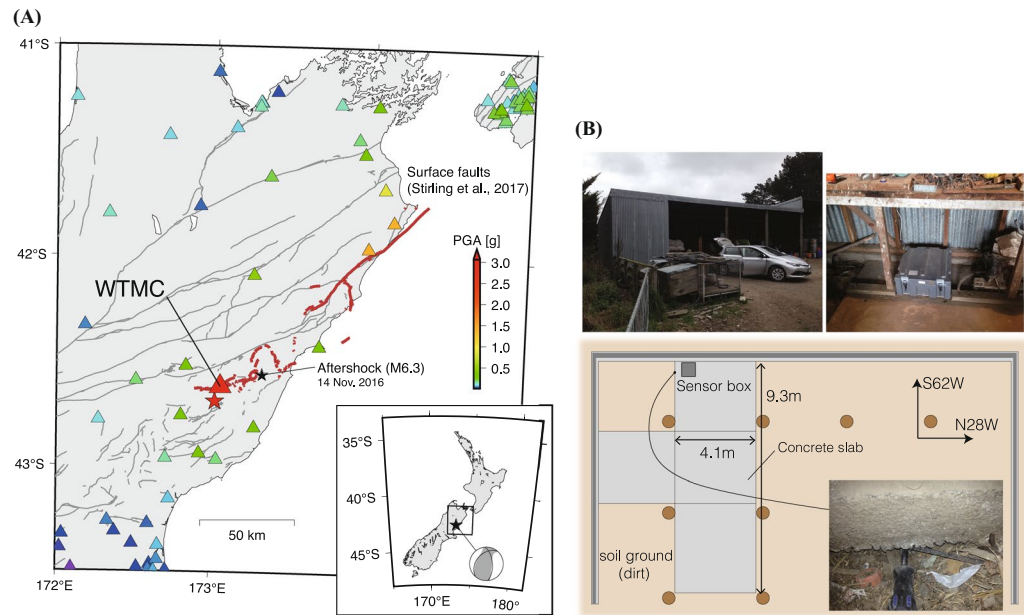 (A)
41°S
42°S
43°S
172°E
173°E
Surface faults
(Stirling et al., 2017)
PGA [g]
3.0
2.5
2.0
1.5
1.0
0.5
WTMC
Aftershock (M6.3)
14 Nov. 2016
50 km
35°S
40°S
45°S
170°E
180°
(B)
Sensor box
9.3m
4.1m
Concrete slab
S62W
N28W
soil ground
(dirt)